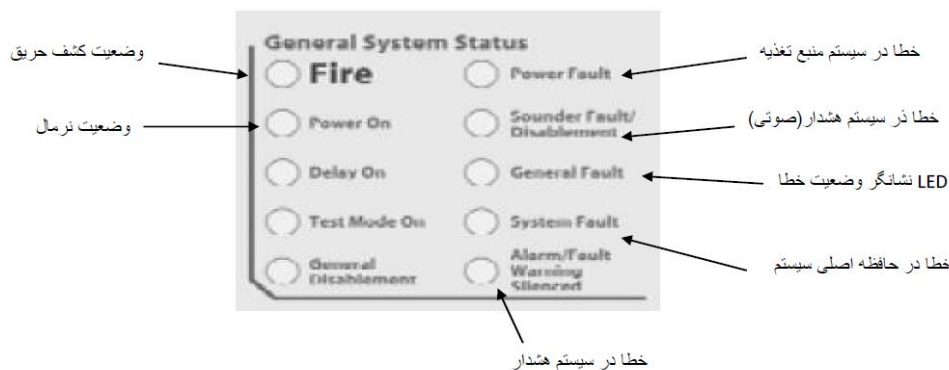 General System Status
وضعیت کشف حریق
Fire
Power Fault
خطا در سیستم منبع تغذیه
وضعیت نرمال
Power On
Sounder Fault/
Disablement
خطا ذر سیستم هشدار(صوتی)
Delay On
General Fault
LED نشانگر وضعیت خطا
Test Mode On
System Fault
خطا در حافظه اصلی سیستم
General
Disablement
Alarm/Fault
Warning
Silenced
خطا در سیستم هشدار